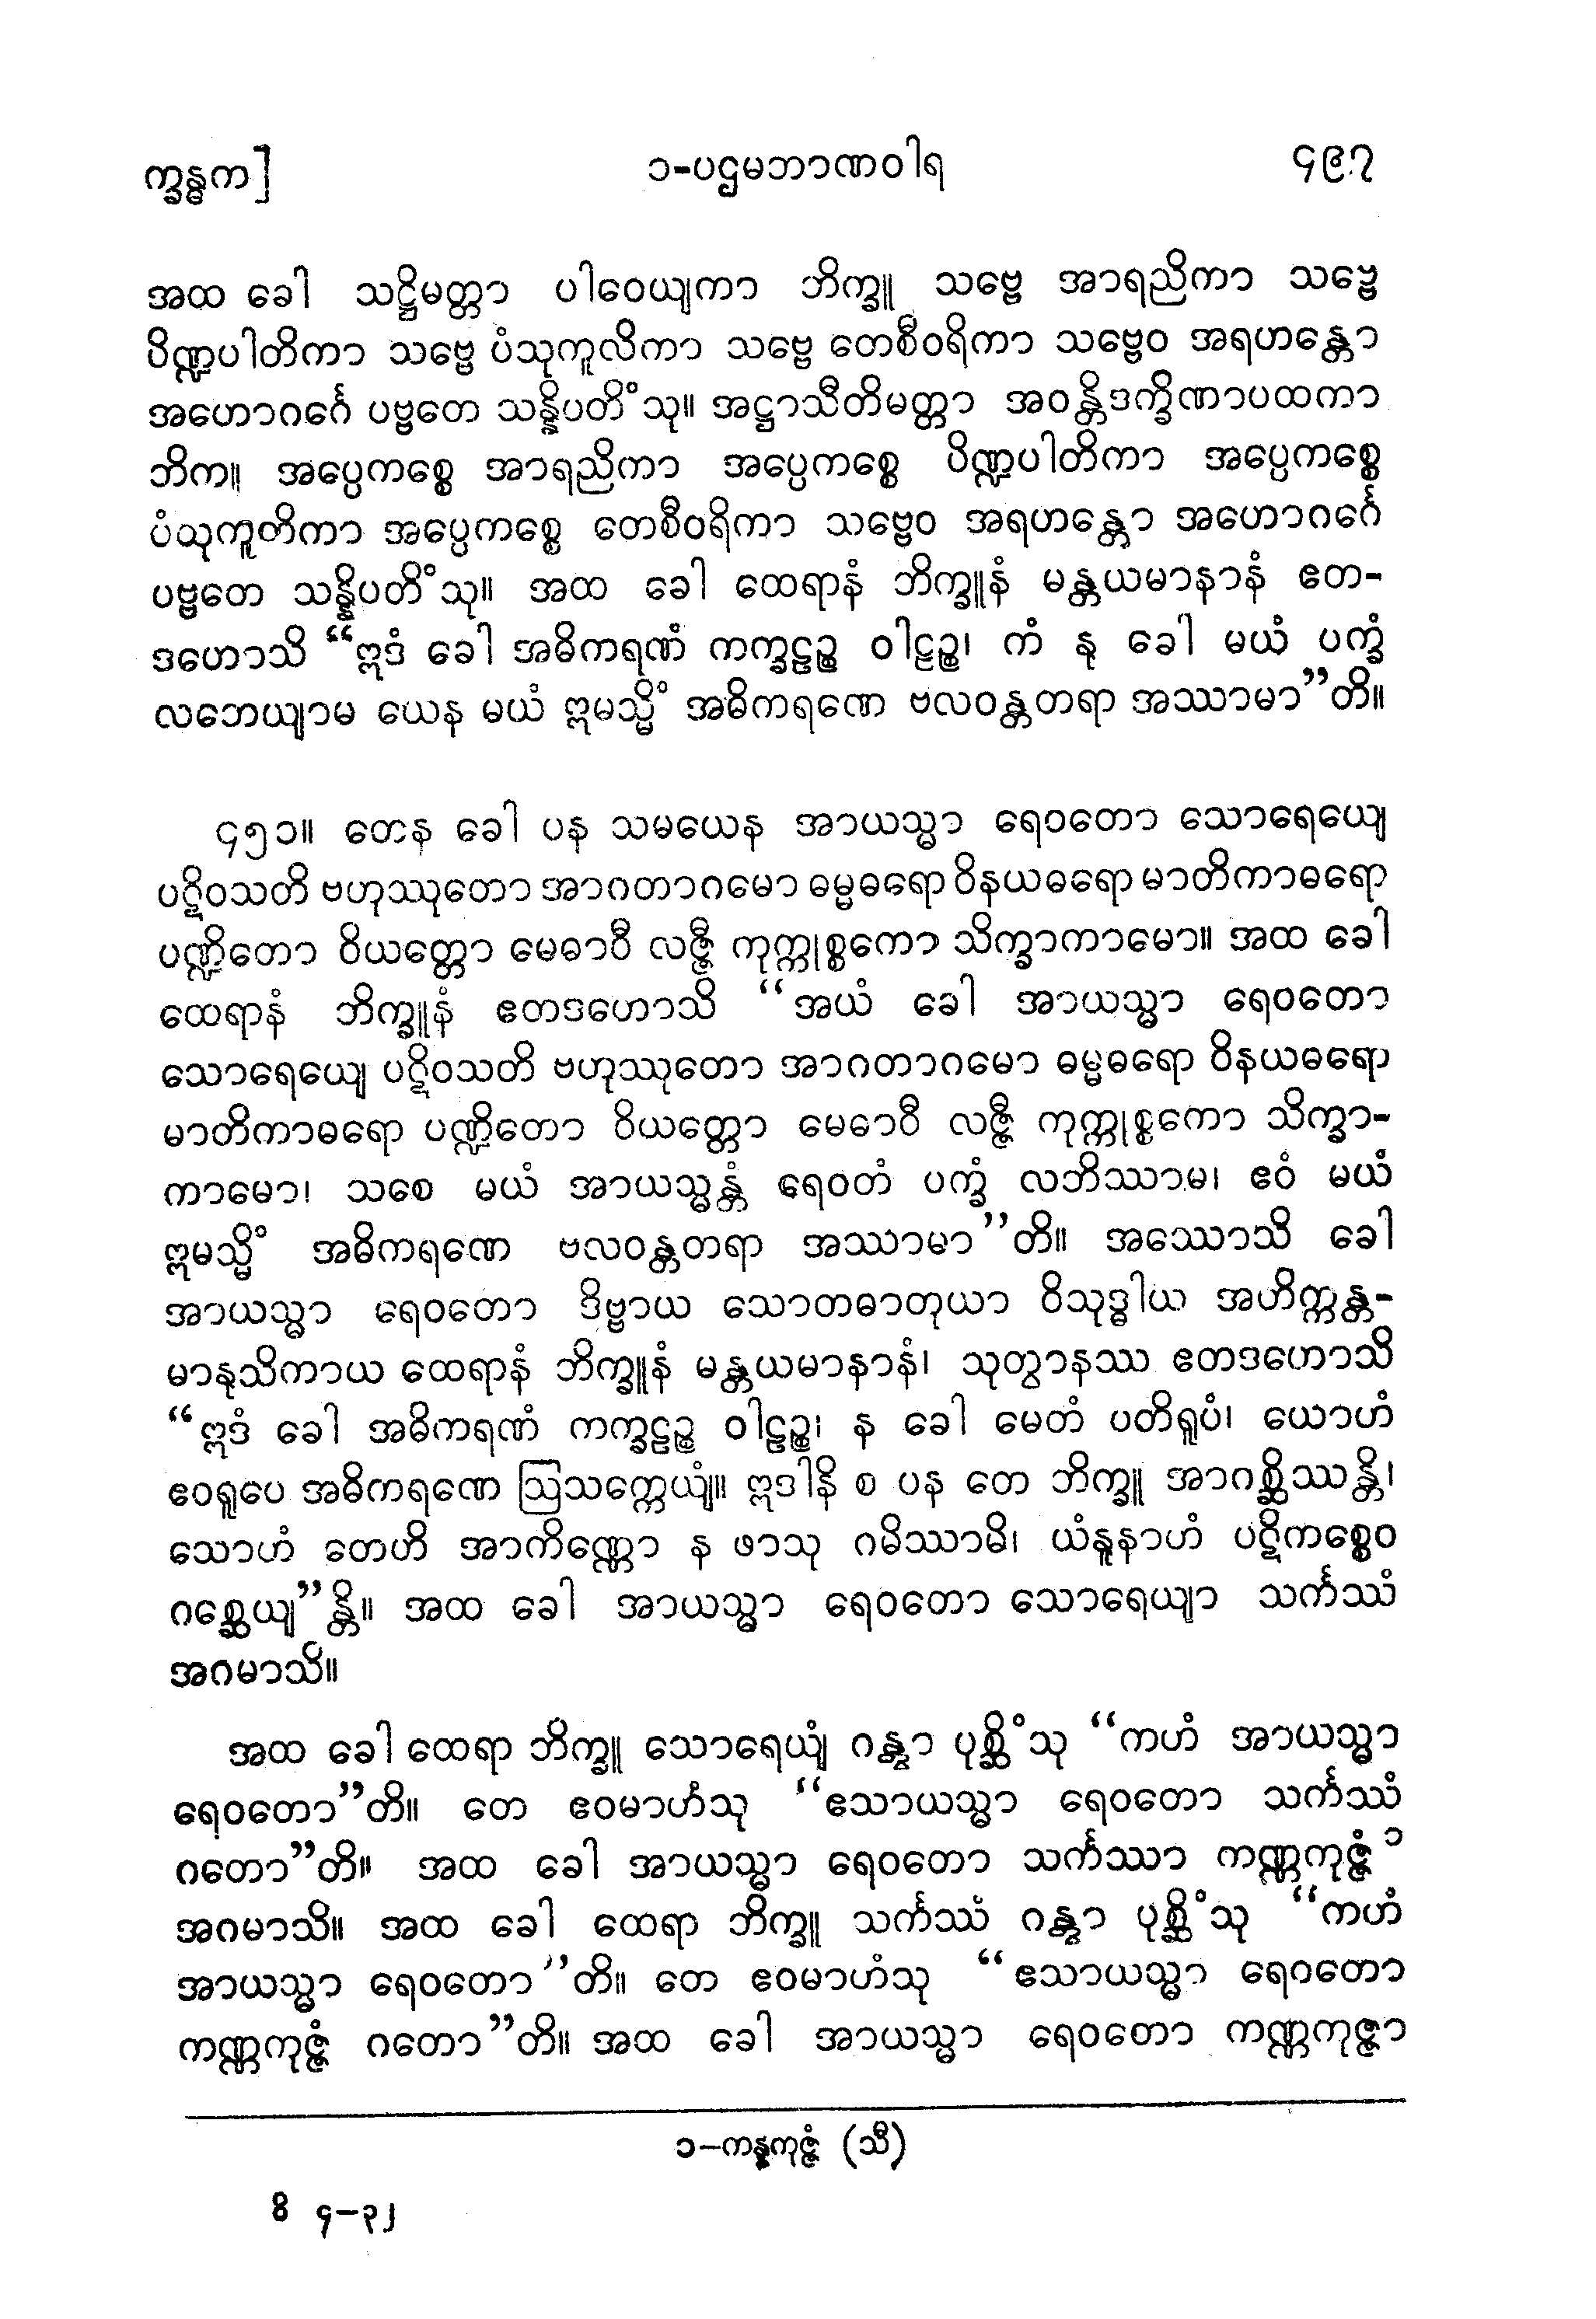 က္ခန္ဓက] ၁-ပဌမဘာဏဝါရ ၄၉၇
အထ ခေါ သဋ္ဌိမတ္တာ ပါဝေယျကာ ဘိက္ခူ သဗ္ဗေ အာရညိကာ သဗ္ဗေ
ပိဏ္ဍပါတိကာ သဗ္ဗေ ပံသုကူလိကာ သဗ္ဗေ တေစီဝရိကာ သဗ္ဗေဝ အရဟန္တော
အဟောဂင်္ဂေ ပဗ္ဗတေ သန္နိပတိံသု။ အဋ္ဌာသီတိမတ္တာ အဝန္တိဒက္ခိဏာပထကာ
ဘိက။ အပ္ပေကစ္စေ အာရညိကာ အပ္ပေကစ္စေ ပိဏ္ဍပါတိကာ အပ္ပေကစ္စေ
ပံသုကူတိကာ အပ္ပေကစ္စေ တေစီဝရိကာ သဗ္ဗေဝ အရဟန္တော အဟောဂင်္ဂေ
ပဗ္ဗတေ သန္နိပတိံသု။ အထ ခေါ ထေရာနံ ဘိက္ခူနံ မန္တယမာနာနံ ဧတ-
ဒဟောသိ “ဣဒံ ခေါ အဓိကရဏံ ကက္ခဠဉ္စ ဝါဠဉ္စ၊ ကံ နု ခေါ မယံ ပက္ခံ
လဘေယျာမ ယေန မယံ ဣမသ္မိံ အဓိကရဏေ ဗလဝန္တတရာ အဿာမာ”တိ။
၄၅၁။ တေန ခေါ ပန သမယေန အာယသ္မာ ရေဝတော သောရေယျေ
ပဋိဝသတိ ဗဟုဿုတော အာဂတာဂမော ဓမ္မဓရော ဝိနယဓရော မာတိကာဓရော
ပဏ္ဍိတော ဝိယတ္တော မေဓာဝီ လဇ္ဇီ ကုက္ကုစ္စကော သိက္ခာကာမော။ အထ ခေါ
ထေရာနံ ဘိက္ခူနံ ဧတဒဟောသိ “အယံ ခေါ အာယသ္မာ ရေဝတော
သောရေယျေ ပဋိဝသတိ ဗဟုဿုတော အာဂတာဂမော ဓမ္မဓရော ဝိနယဓရော
မာတိကာဓရော ပဏ္ဍိတော ဝိယတ္တော မေဓာဝီ လဇ္ဇီ ကုက္ကုစ္စကော သိက္ခာ-
ကာမော၊ သစေ မယံ အာယသ္မန္တံ ရေဝတံ ပက္ခံ လဘိဿာမ၊ ဧဝံ မယံ
ဣမသ္မိံ အဓိကရဏေ ဗလဝန္တတရာ အဿာမာ”တိ။ အဿောသိ ခေါ
အာယသ္မာ ရေဝတော ဒိဗ္ဗာယ သောတဓာတုယာ ဝိသုဒ္ဓါယ အတိက္ကန္တ-
မာနုသိကာယ ထေရာနံ ဘိက္ခူနံ မန္တယမာနာနံ၊ သုတွာနဿ ဧတဒဟောသိ
“ဣဒံ ခေါ အဓိကရဏံ ကက္ခဠဉ္စ ဝါဠဉ္စ၊ န ခေါ မေတံ ပတိရူပံ၊ ယောဟံ
ဧဝရူပေ အဓိကရဏေ ဩသက္ကေယျံ။ ဣဒါနိ စ ပန တေ ဘိက္ခူ အာဂစ္ဆိဿန္တိ၊
သောဟံ တေဟိ အာကိဏ္ဏော န ဖာသု ဂမိဿာမိ၊ ယံနူနာဟံ ပဋိကစ္စေဝ
ဂစ္ဆေယျ”န္တိ။ အထ ခေါ အာယသ္မာ ရေဝတော သောရေယျာ သင်္ကဿံ
အဂမာသိ။
အထ ခေါ ထေရာ ဘိက္ခူ သောရေယျံ ဂန္တွာ ပုစ္ဆိံသု “ကဟံ အာယသ္မာ
ရေဝတော”တိ။ တေ ဧဝမာဟံသု “ဧသာယသ္မာ ရေဝတော သင်္ကဿံ
ဂတော”တိ။ အထ ခေါ အာယသ္မာ ရေဝတော သင်္ကဿာ ကဏ္ဏကုဇ္ဇံ ၁
အဂမာသိ။ အထ ခေါ ထေရာ ဘိက္ခူ သင်္ကဿံ ဂန္တွာ ပုစ္ဆိံသု “ကဟံ
အာယသ္မာ ရေဝတော”တိ။ တေ ဧဝမာဟံသု “ဧသာယသ္မာ ရေဝတော
ကဏ္ဏကုဇ္ဇံ ဂတော”တိ။ အထ ခေါ အာယသ္မာ ရေဝတော ကဏ္ဏကုဇ္ဇာ
၁–ကန္နကုဇ္ဇံ (သီ)
8 ၄–၃၂